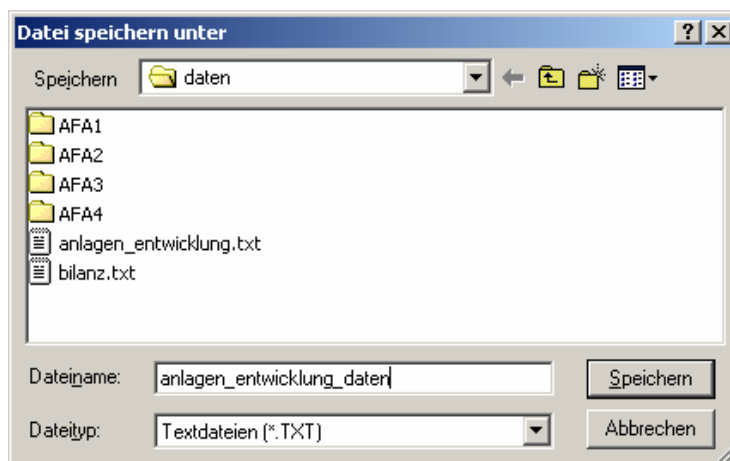 Datei speichern unter
Speichern daten
AFA1
AFA2
AFA3
AFA4
anlagen_entwicklung.txt
bilanz.txt
Dateiname: anlagen_entwicklung_daten Speichern
Dateityp: Textdateien (*.TXT) Abbrechen